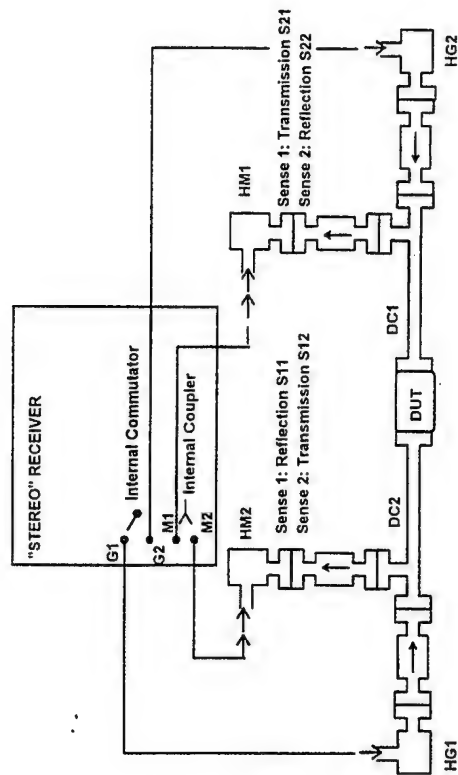 "STEREO" RECEIVER
G1
Internal Commutator
G2
M1
Internal Coupler
M2
HM2
Sense 1: Reflection S11
Sense 2: Transmission S12
HM1
Sense 1: Transmission S21
Sense 2: Reflection S22
HG1
DC2
DUT
DC1
HG2